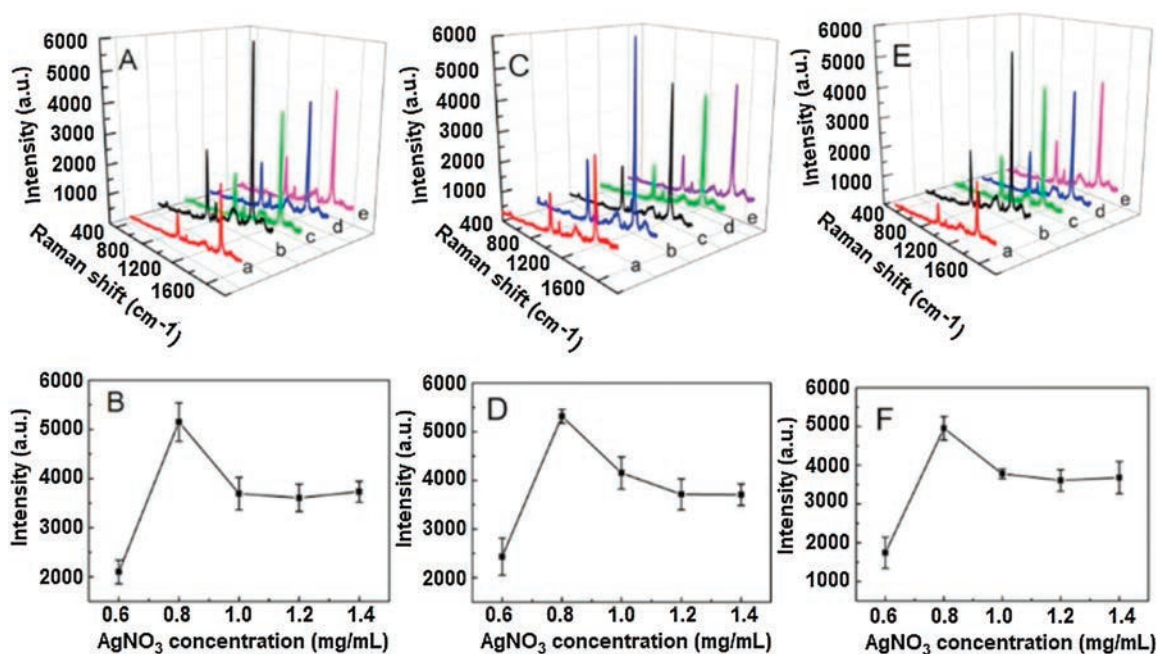 A
Intensity (a.u.)
6000
5000
4000
3000
2000
1000
400
800
1200
1600
Raman shift (cm-1)
a
b
c
d
e
C
Intensity (a.u.)
6000
5000
4000
3000
2000
1000
400
800
1200
1600
Raman shift (cm-1)
a
b
c
d
e
E
Intensity (a.u.)
6000
5000
4000
3000
2000
1000
400
800
1200
1600
Raman shift (cm-1)
a
b
c
d
e
B
Intensity (a.u.)
6000
5000
4000
3000
2000
0.6 0.8 1.0 1.2 1.4
AgNO3 concentration (mg/mL)
D
Intensity (a.u.)
6000
5000
4000
3000
2000
0.6 0.8 1.0 1.2 1.4
AgNO3 concentration (mg/mL)
F
Intensity (a.u.)
6000
5000
4000
3000
2000
1000
0.6 0.8 1.0 1.2 1.4
AgNO3 concentration (mg/mL)